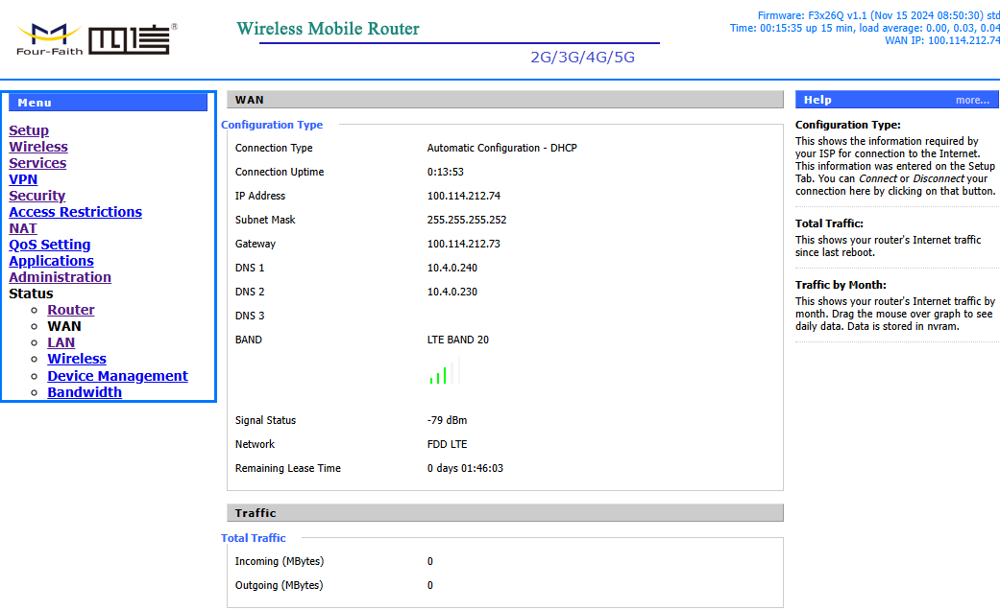 Four-Faith 四信®
Wireless Mobile Router
2G/3G/4G/5G
Firmware: F3x26Q v1.1 (Nov 15 2024 08:50:30) std
Time: 00:15:35 up 15 min, load average: 0.00, 0.03, 0.04
WAN IP: 100.114.212.74
Menu
Setup
Wireless
Services
VPN
Security
Access Restrictions
NAT
QoS Setting
Applications
Administration
Status
Router
WAN
LAN
Wireless
Device Management
Bandwidth
WAN
Configuration Type
Connection Type Automatic Configuration - DHCP
Connection Uptime 0:13:53
IP Address 100.114.212.74
Subnet Mask 255.255.255.252
Gateway 100.114.212.73
DNS 1 10.4.0.240
DNS 2 10.4.0.230
DNS 3
BAND LTE BAND 20
Signal Status -79 dBm
Network FDD LTE
Remaining Lease Time 0 days 01:46:03
Traffic
Total Traffic
Incoming (MBytes) 0
Outgoing (MBytes) 0
Help more...
Configuration Type:
This shows the information required by
your ISP for connection to the Internet.
This information was entered on the Setup
Tab. You can Connect or Disconnect your
connection here by clicking on that button.
Total Traffic:
This shows your router's Internet traffic
since last reboot.
Traffic by Month:
This shows your router's Internet traffic by
month. Drag the mouse over graph to see
daily data. Data is stored in nvram.